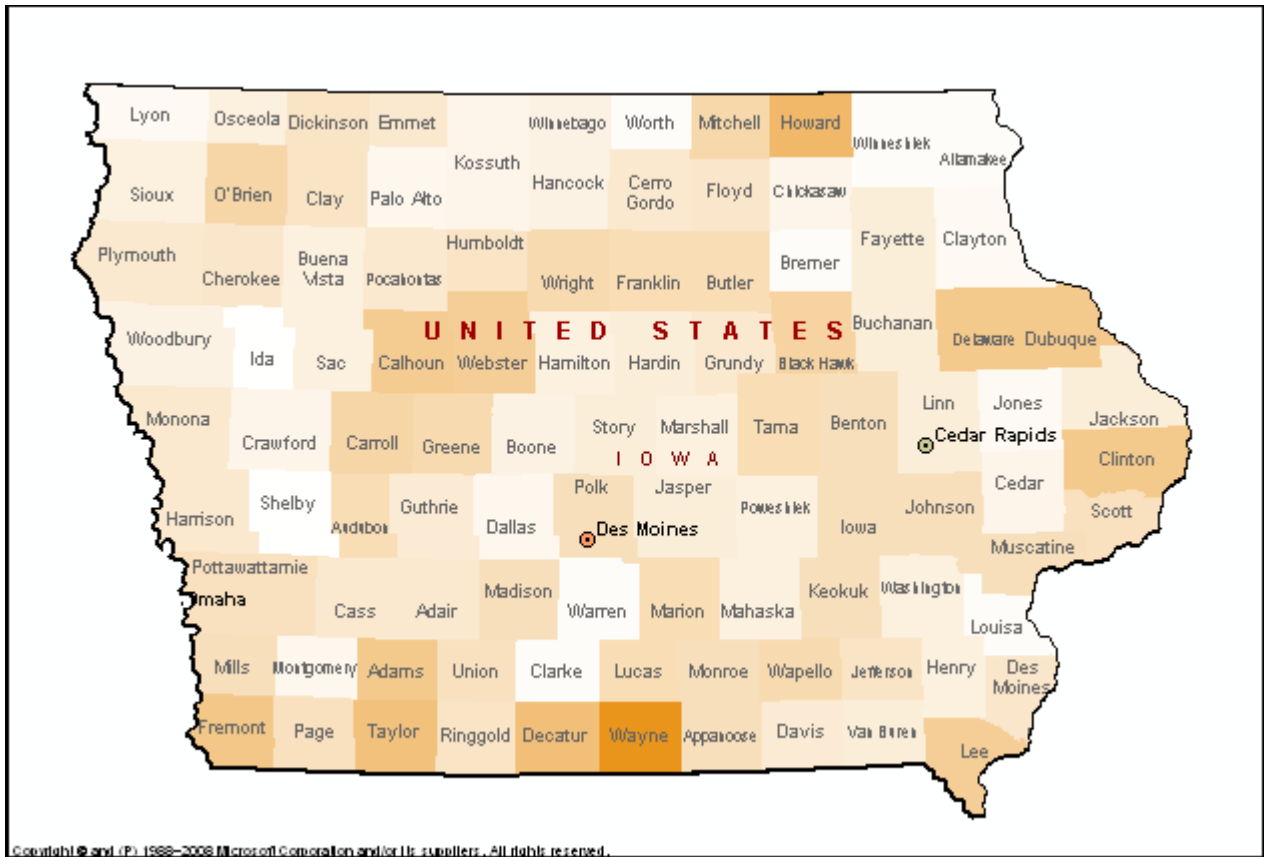 Lyon Osceola Dickinson Emmet Winnebago Worth Mitchell Howard
Winneshiek Allamakee
Kossuth
Sioux O'Brien Clay Palo Alto Hancock Cerro Gordo Floyd Chickasaw
Plymouth Cherokee Buena Vista Pocahontas Humboldt Wright Franklin Butler Bremer Fayette Clayton
UNITED STATES
Woodbury Ida Sac Calhoun Webster Hamilton Hardin Grundy Black Hawk Buchanan Delaware Dubuque
Monona Crawford Carroll Greene Boone Story Marshall Tama Benton Linn Jones Jackson
Cedar Rapids
IOWA
Clinton
Harrison Shelby Audubon Guthrie Dallas Polk Jasper Poweshiek Iowa Johnson Cedar Scott
Des Moines
Muscatine
Pottawattamie Cass Adair Madison Warren Marion Mahaska Keokuk Washington Louisa
maha
Mills Montgomery Adams Union Clarke Lucas Monroe Wapello Jefferson Henry Des Moines
Fremont Page Taylor Ringgold Decatur Wayne Appanoose Davis Van Buren Lee
Copyright © and (P) 1988–2008 Microsoft Corporation and/or its suppliers. All rights reserved.